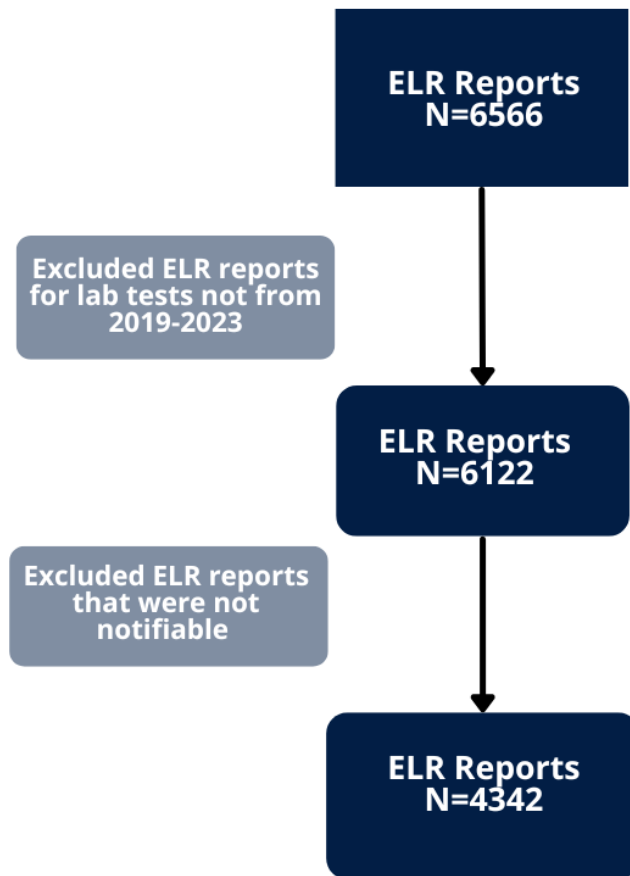 ELR Reports
N=6566
Excluded ELR reports
for lab tests not from
2019-2023
ELR Reports
N=6122
Excluded ELR reports
that were not
notifiable
ELR Reports
N=4342